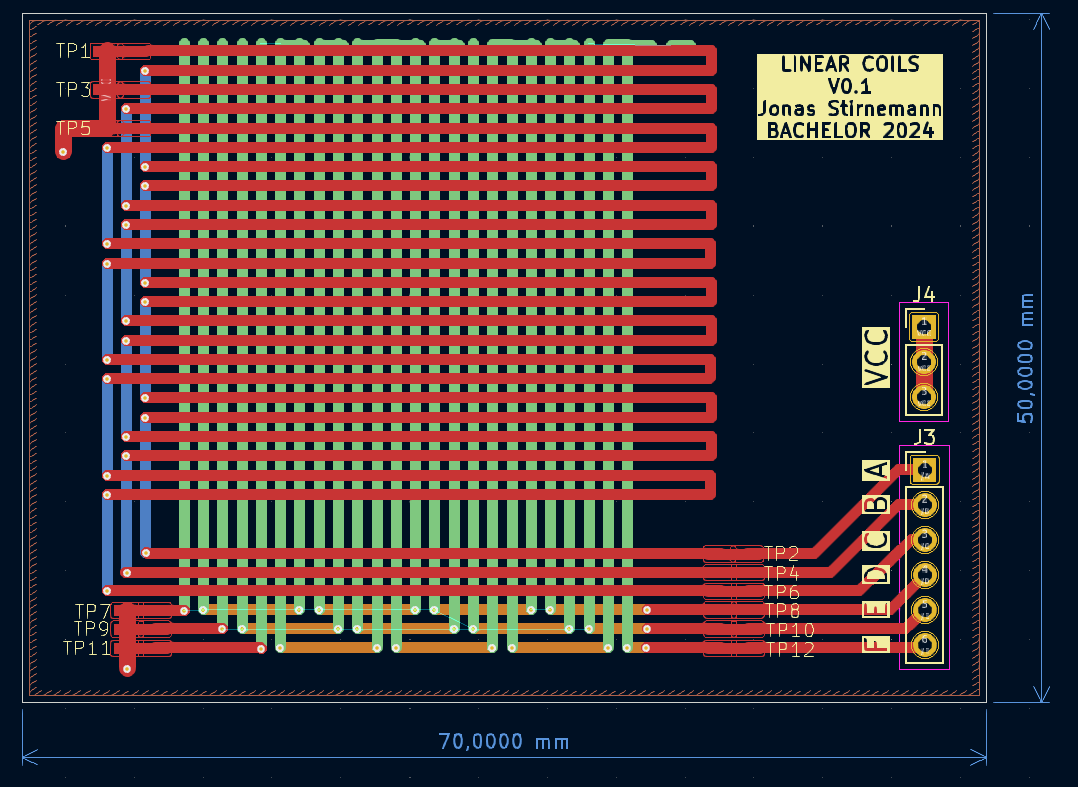 LINEAR COILS
V0.1
Jonas Stirnemann
BACHELOR 2024
TP1
TP3
TP5
J4
VCC
J3
A
B
C
D
E
F
TP2
TP4
TP6
TP7
TP8
TP9
TP10
TP11
TP12
50,0000 mm
70,0000 mm